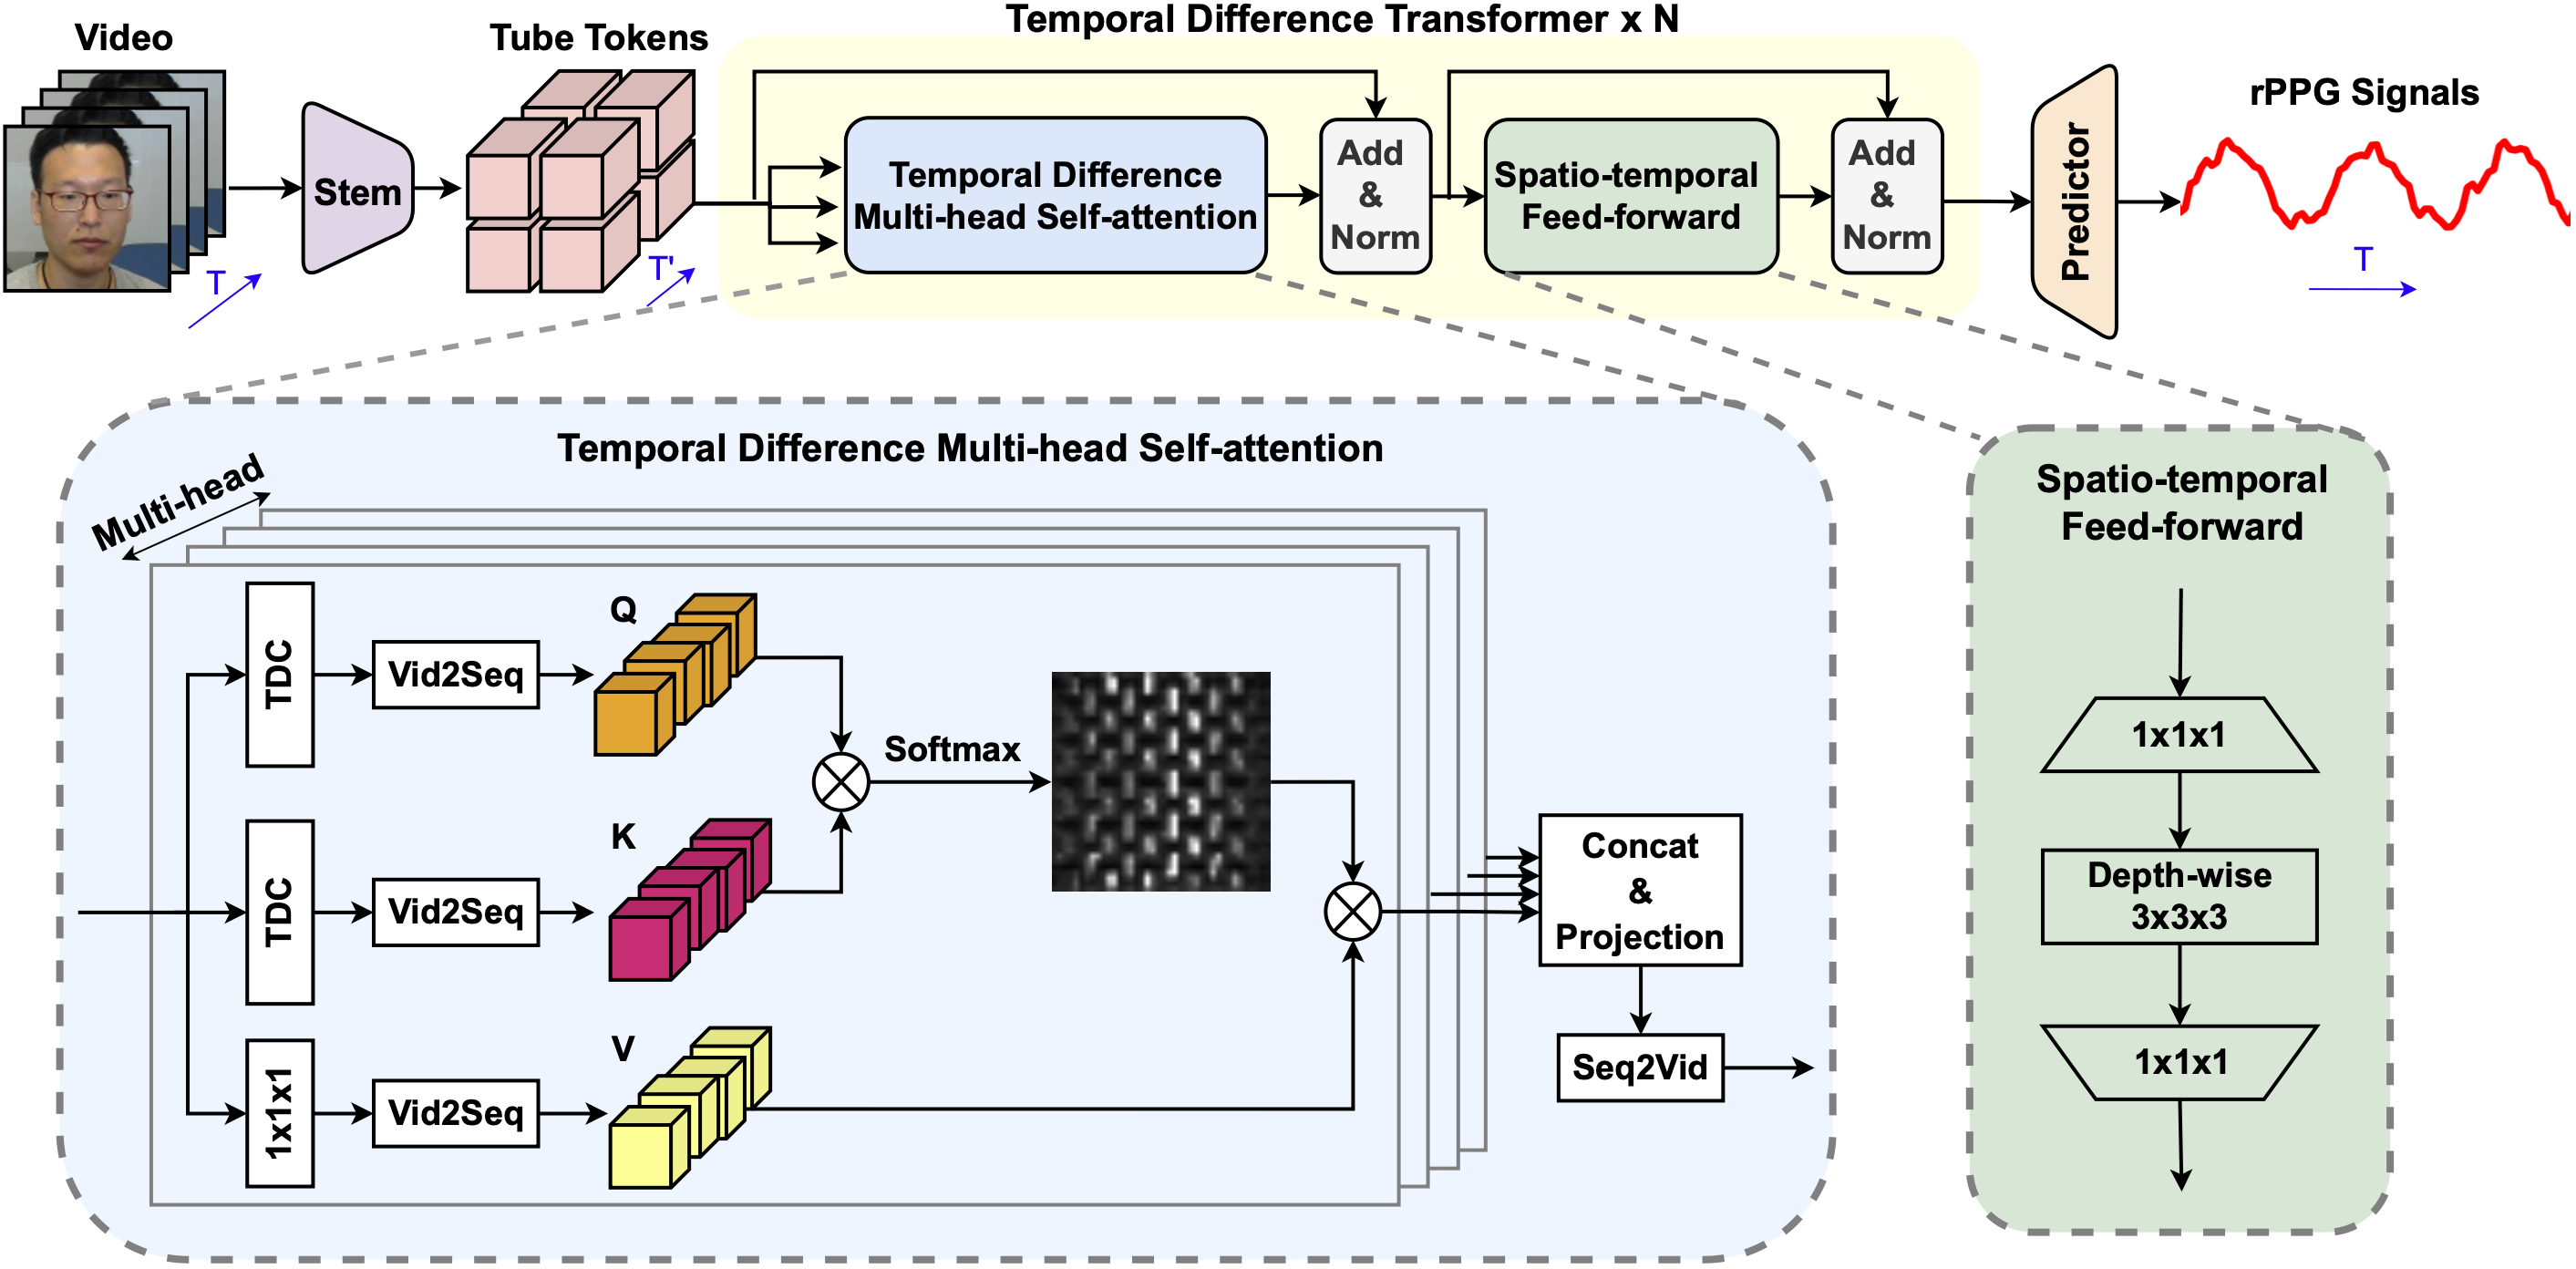 Temporal Difference Transformer x N
Video
Tube Tokens
rPPG Signals
Stem
Temporal Difference
Multi-head Self-attention
Add
&
Norm
Spatio-temporal
Feed-forward
Add
&
Norm
Predictor
T
T'
T
Temporal Difference Multi-head Self-attention
Multi-head
TDC
Vid2Seq
Q
Softmax
TDC
Vid2Seq
K
1x1x1
Vid2Seq
V
Concat
&
Projection
Seq2Vid
Spatio-temporal
Feed-forward
1x1x1
Depth-wise
3x3x3
1x1x1